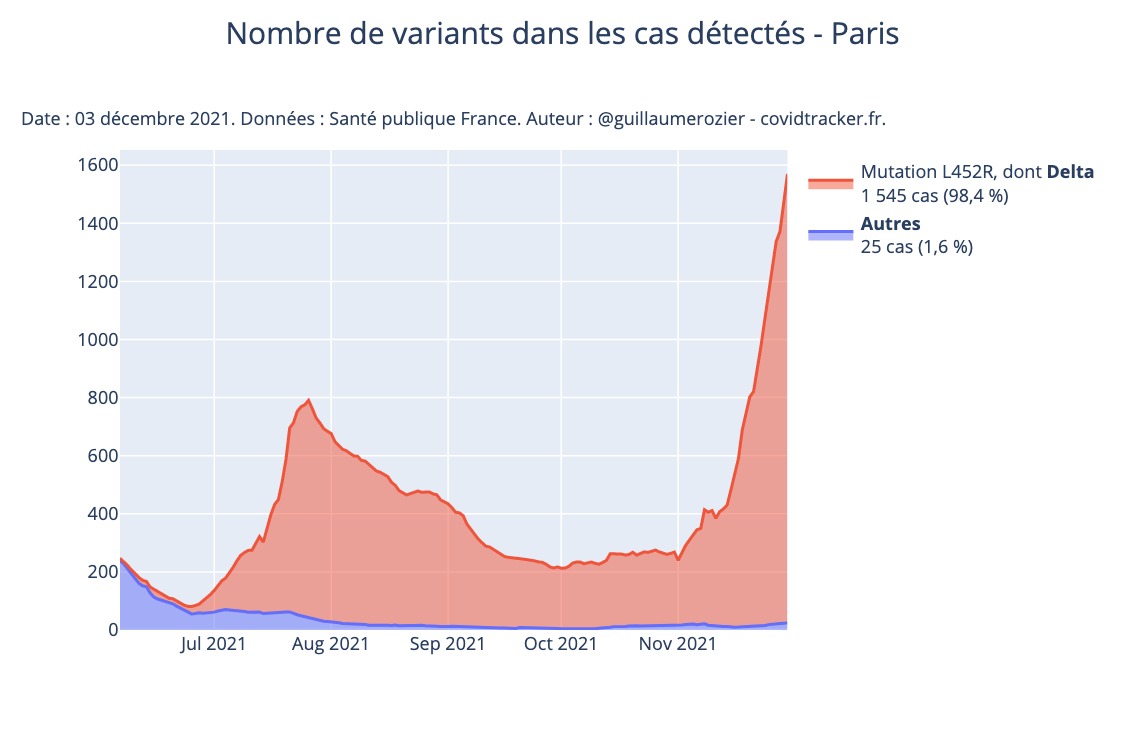 Nombre de variants dans les cas détectés - Paris
Date : 03 décembre 2021. Données : Santé publique France. Auteur : @guillaumerozier - covidtracker.fr.
1600
1400
1200
1000
800
600
400
200
0
Jul 2021
Aug 2021
Sep 2021
Oct 2021
Nov 2021
Mutation L452R, dont Delta
1 545 cas (98,4 %)
Autres
25 cas (1,6 %)